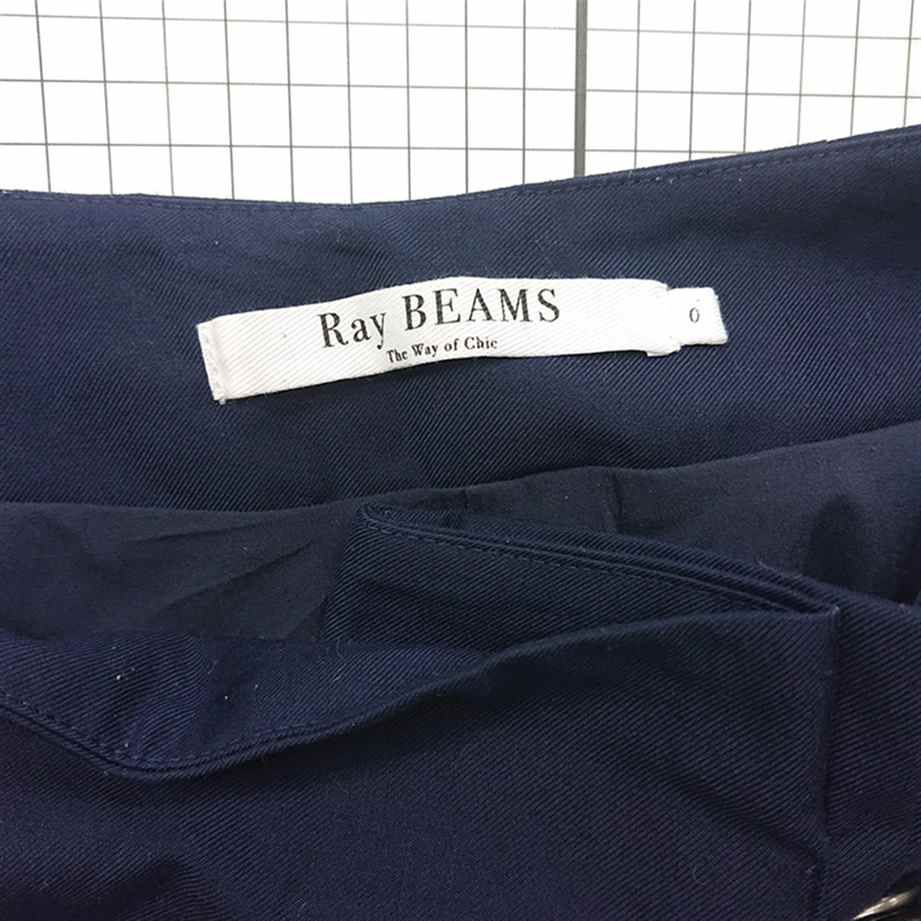 Ray BEAMS
The Way of Chic
0